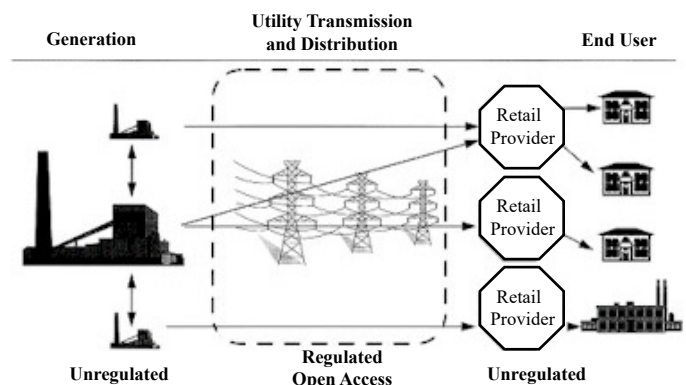 Generation
Utility Transmission
and Distribution
End User
Retail
Provider
Retail
Provider
Retail
Provider
Unregulated
Regulated
Open Access
Unregulated